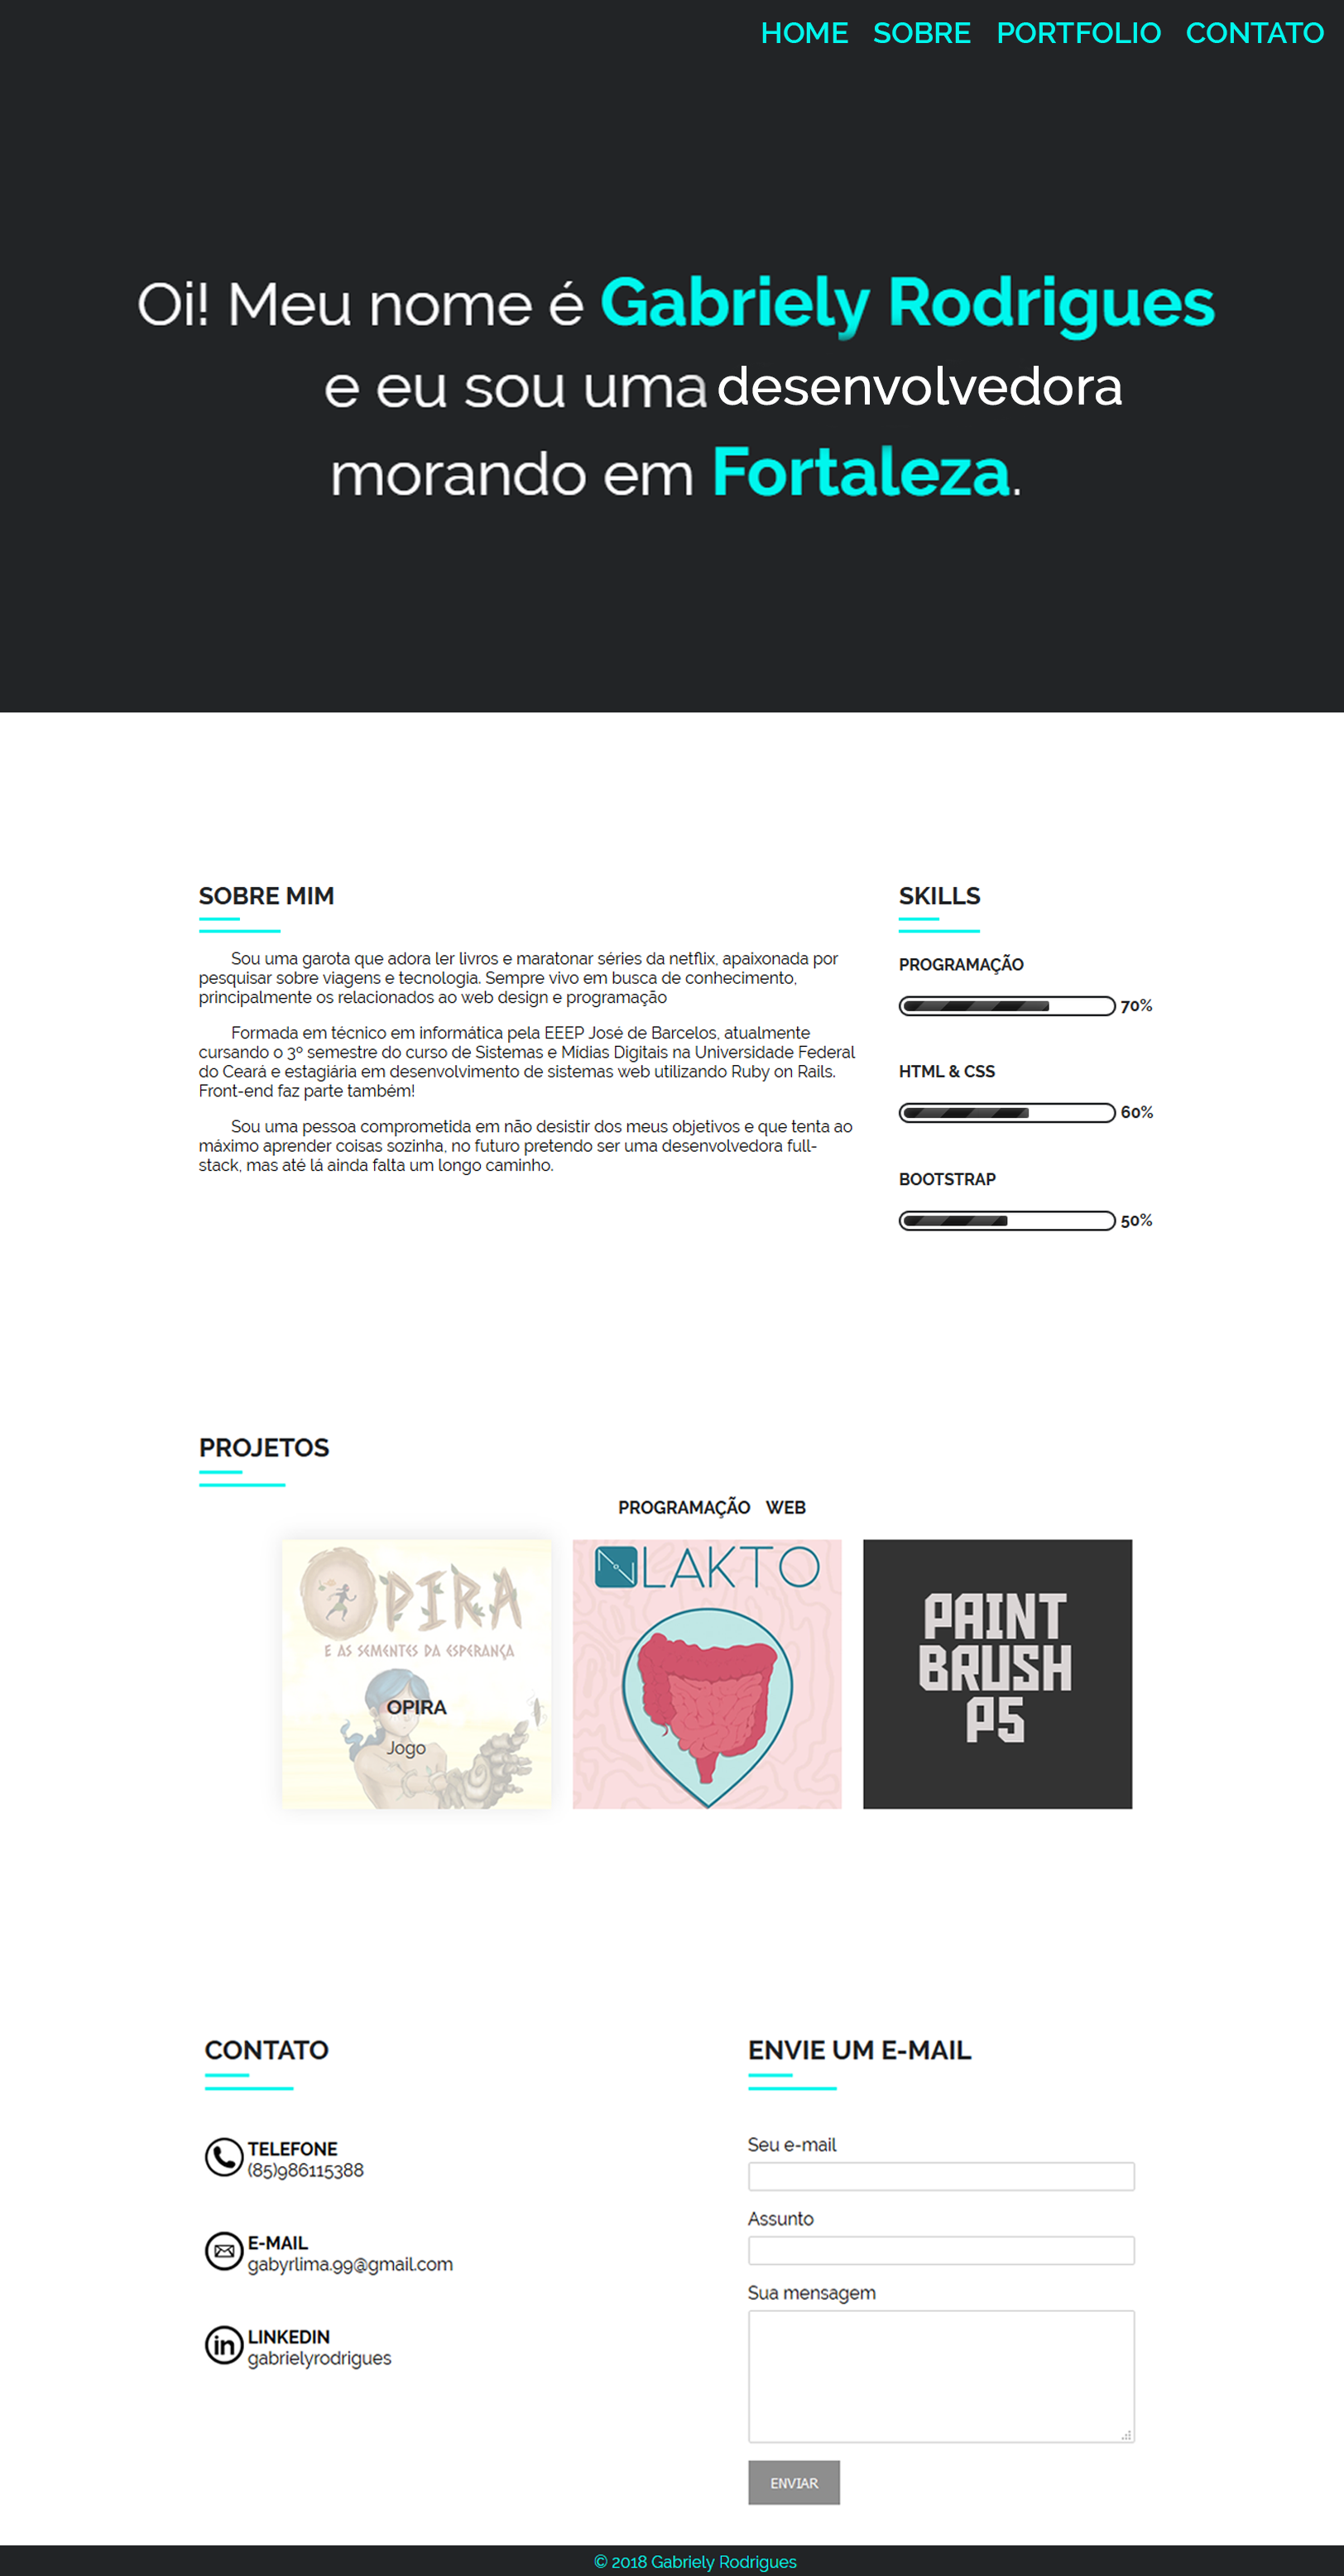 HOME SOBRE PORTFOLIO CONTATO
Oi! Meu nome é Gabriely Rodrigues
e eu sou uma desenvolvedora
morando em Fortaleza.
SOBRE MIM
Sou uma garota que adora ler livros e maratonar séries da netflix, apaixonada por
pesquisar sobre viagens e tecnologia. Sempre vivo em busca de conhecimento,
principalmente os relacionados ao web design e programação
Formada em técnico em informática pela EEEP José de Barcelos, atualmente
cursando o 3º semestre do curso de Sistemas e Mídias Digitais na Universidade Federal
do Ceará e estagiária em desenvolvimento de sistemas web utilizando Ruby on Rails.
Front-end faz parte também!
Sou uma pessoa comprometida em não desistir dos meus objetivos e que tenta ao
máximo aprender coisas sozinha, no futuro pretendo ser uma desenvolvedora full-
stack, mas até lá ainda falta um longo caminho.
SKILLS
PROGRAMAÇÃO
70%
HTML & CSS
60%
BOOTSTRAP
50%
PROJETOS
PROGRAMAÇÃO WEB
OPIRA
E AS SEMENTES DA ESPERANÇA
OPIRA
Jogo
N LAKTO
PAINT
BRUSH
P5
CONTATO
TELEFONE
(85)986115388
E-MAIL
gabyrlima.99@gmail.com
in LINKEDIN
gabrielyrodrigues
ENVIE UM E-MAIL
Seu e-mail
Assunto
Sua mensagem
ENVIAR
© 2018 Gabriely Rodrigues